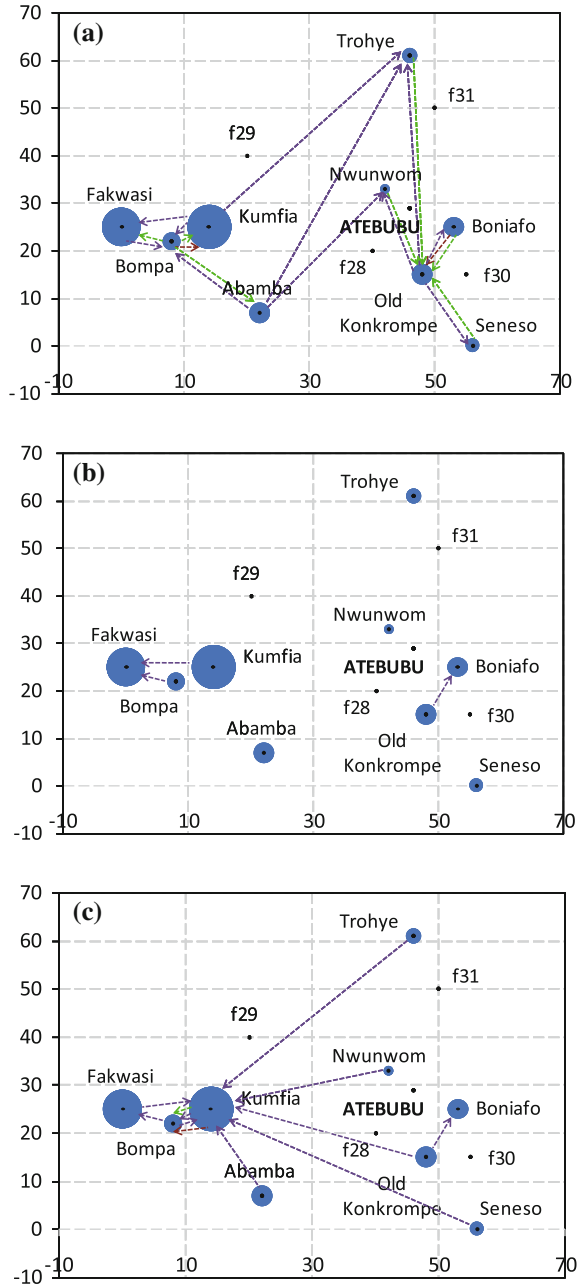 70
(a)
Trohye
60
f31
50
f29
40
Nwunwom
Fakwasi
30
Kumfia
ATEBUBU
Boniafo
20
Bompa
f28
f30
Abamba
10
Old
Konkrompe
Seneso
0
-10
-10
10
30
50
70
70
(b)
Trohye
60
f31
50
f29
40
Nwunwom
Fakwasi
30
Kumfia
ATEBUBU
Boniafo
20
Bompa
f28
f30
Abamba
10
Old
Konkrompe
Seneso
0
-10
-10
10
30
50
70
70
(c)
Trohye
60
f31
50
f29
40
Nwunwom
Fakwasi
30
Kumfia
ATEBUBU
Boniafo
20
Bompa
f28
f30
Abamba
10
Old
Konkrompe
Seneso
0
-10
-10
10
30
50
70